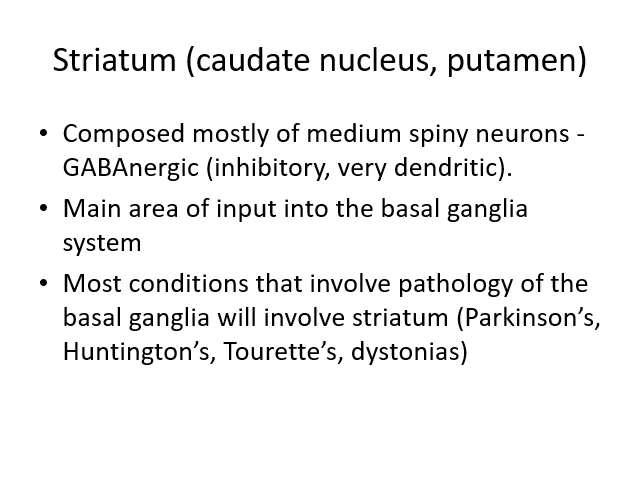 Striatum (caudate nucleus, putamen)
• Composed mostly of medium spiny neurons -
GABAnergic (inhibitory, very dendritic).
• Main area of input into the basal ganglia
system
• Most conditions that involve pathology of the
basal ganglia will involve striatum (Parkinson’s,
Huntington’s, Tourette’s, dystonias)